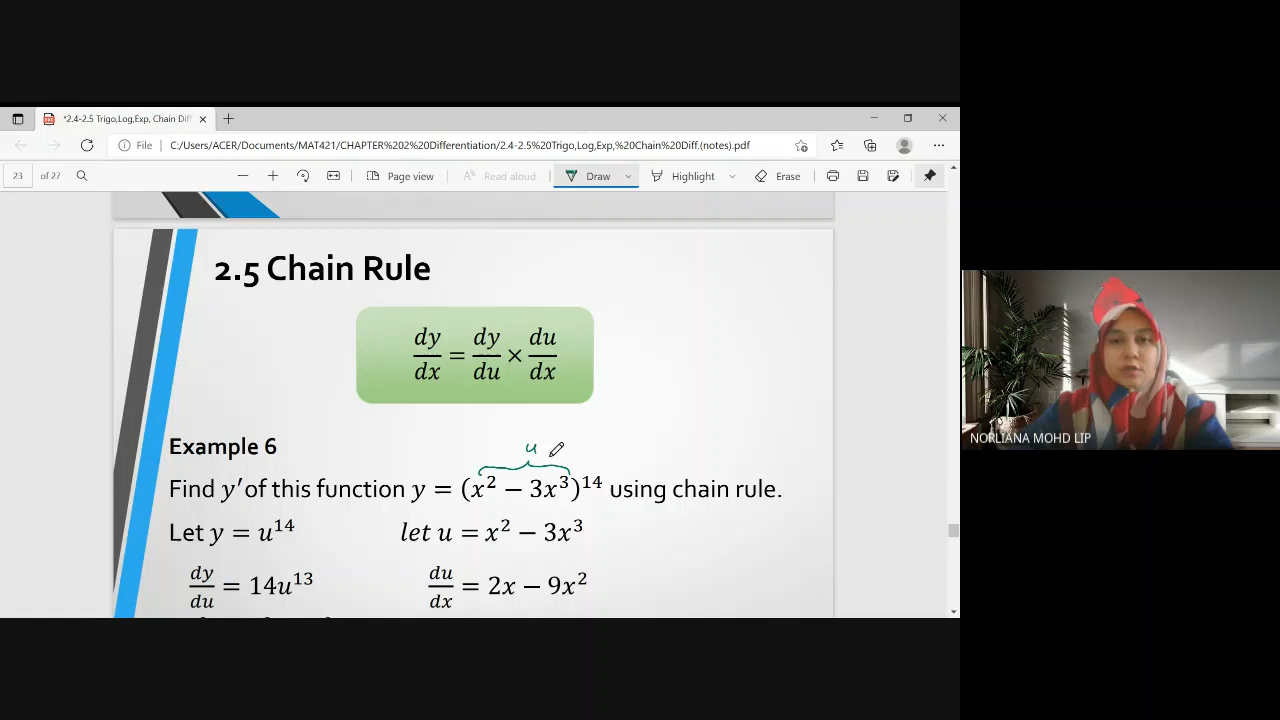 *2.4-2.5 Trigo,Log,Exp, Chain Diff
File C:/Users/ACER/Documents/MAT421/CHAPTER%202%20Differentiation/2.4-2.5%20Trigo,Log,Exp,%20Chain%20Diff.(notes).pdf
23 of 27 Page view Read aloud Draw Highlight Erase
2.5 Chain Rule
dy/dx = dy/du × du/dx
Example 6
u
Find y′ of this function y = (x² − 3x³)¹⁴ using chain rule.
Let y = u¹⁴ let u = x² − 3x³
dy/du = 14u¹³ du/dx = 2x − 9x²
NORLIANA MOHD LIP